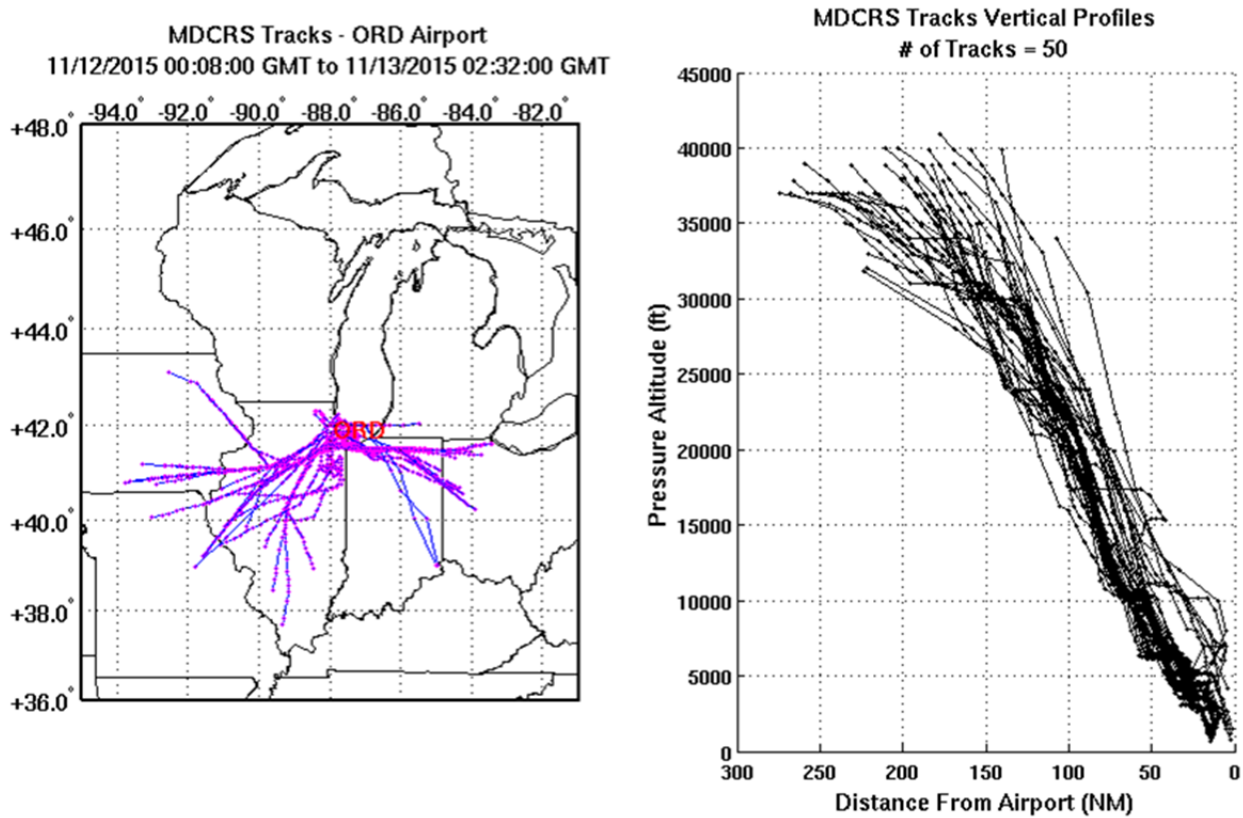 MDCRS Tracks - ORD Airport
11/12/2015 00:08:00 GMT to 11/13/2015 02:32:00 GMT
-94.0° -92.0° -90.0° -88.0° -86.0° -84.0° -82.0°
+48.0°
+46.0°
+44.0°
+42.0°
+40.0°
+38.0°
+36.0°
ORD
MDCRS Tracks Vertical Profiles
# of Tracks = 50
Pressure Altitude (ft)
45000
40000
35000
30000
25000
20000
15000
10000
5000
0
300 250 200 150 100 50 0
Distance From Airport (NM)